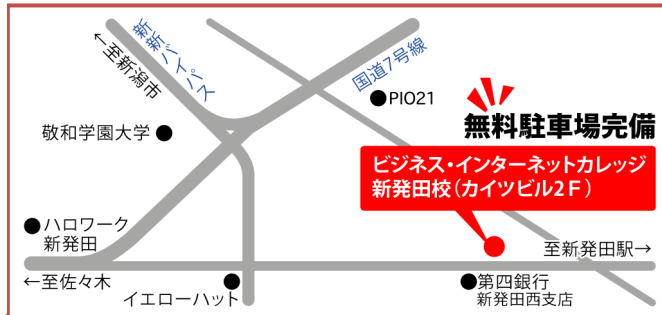 新新バイパス
←至新潟市
国道7号線
PIO21
敬和学園大学
無料駐車場完備
ビジネス・インターネットカレッジ
新発田校(カイツビル2F)
ハロワーク
新発田
至新発田駅→
←至佐々木
イエローハット
第四銀行
新発田西支店